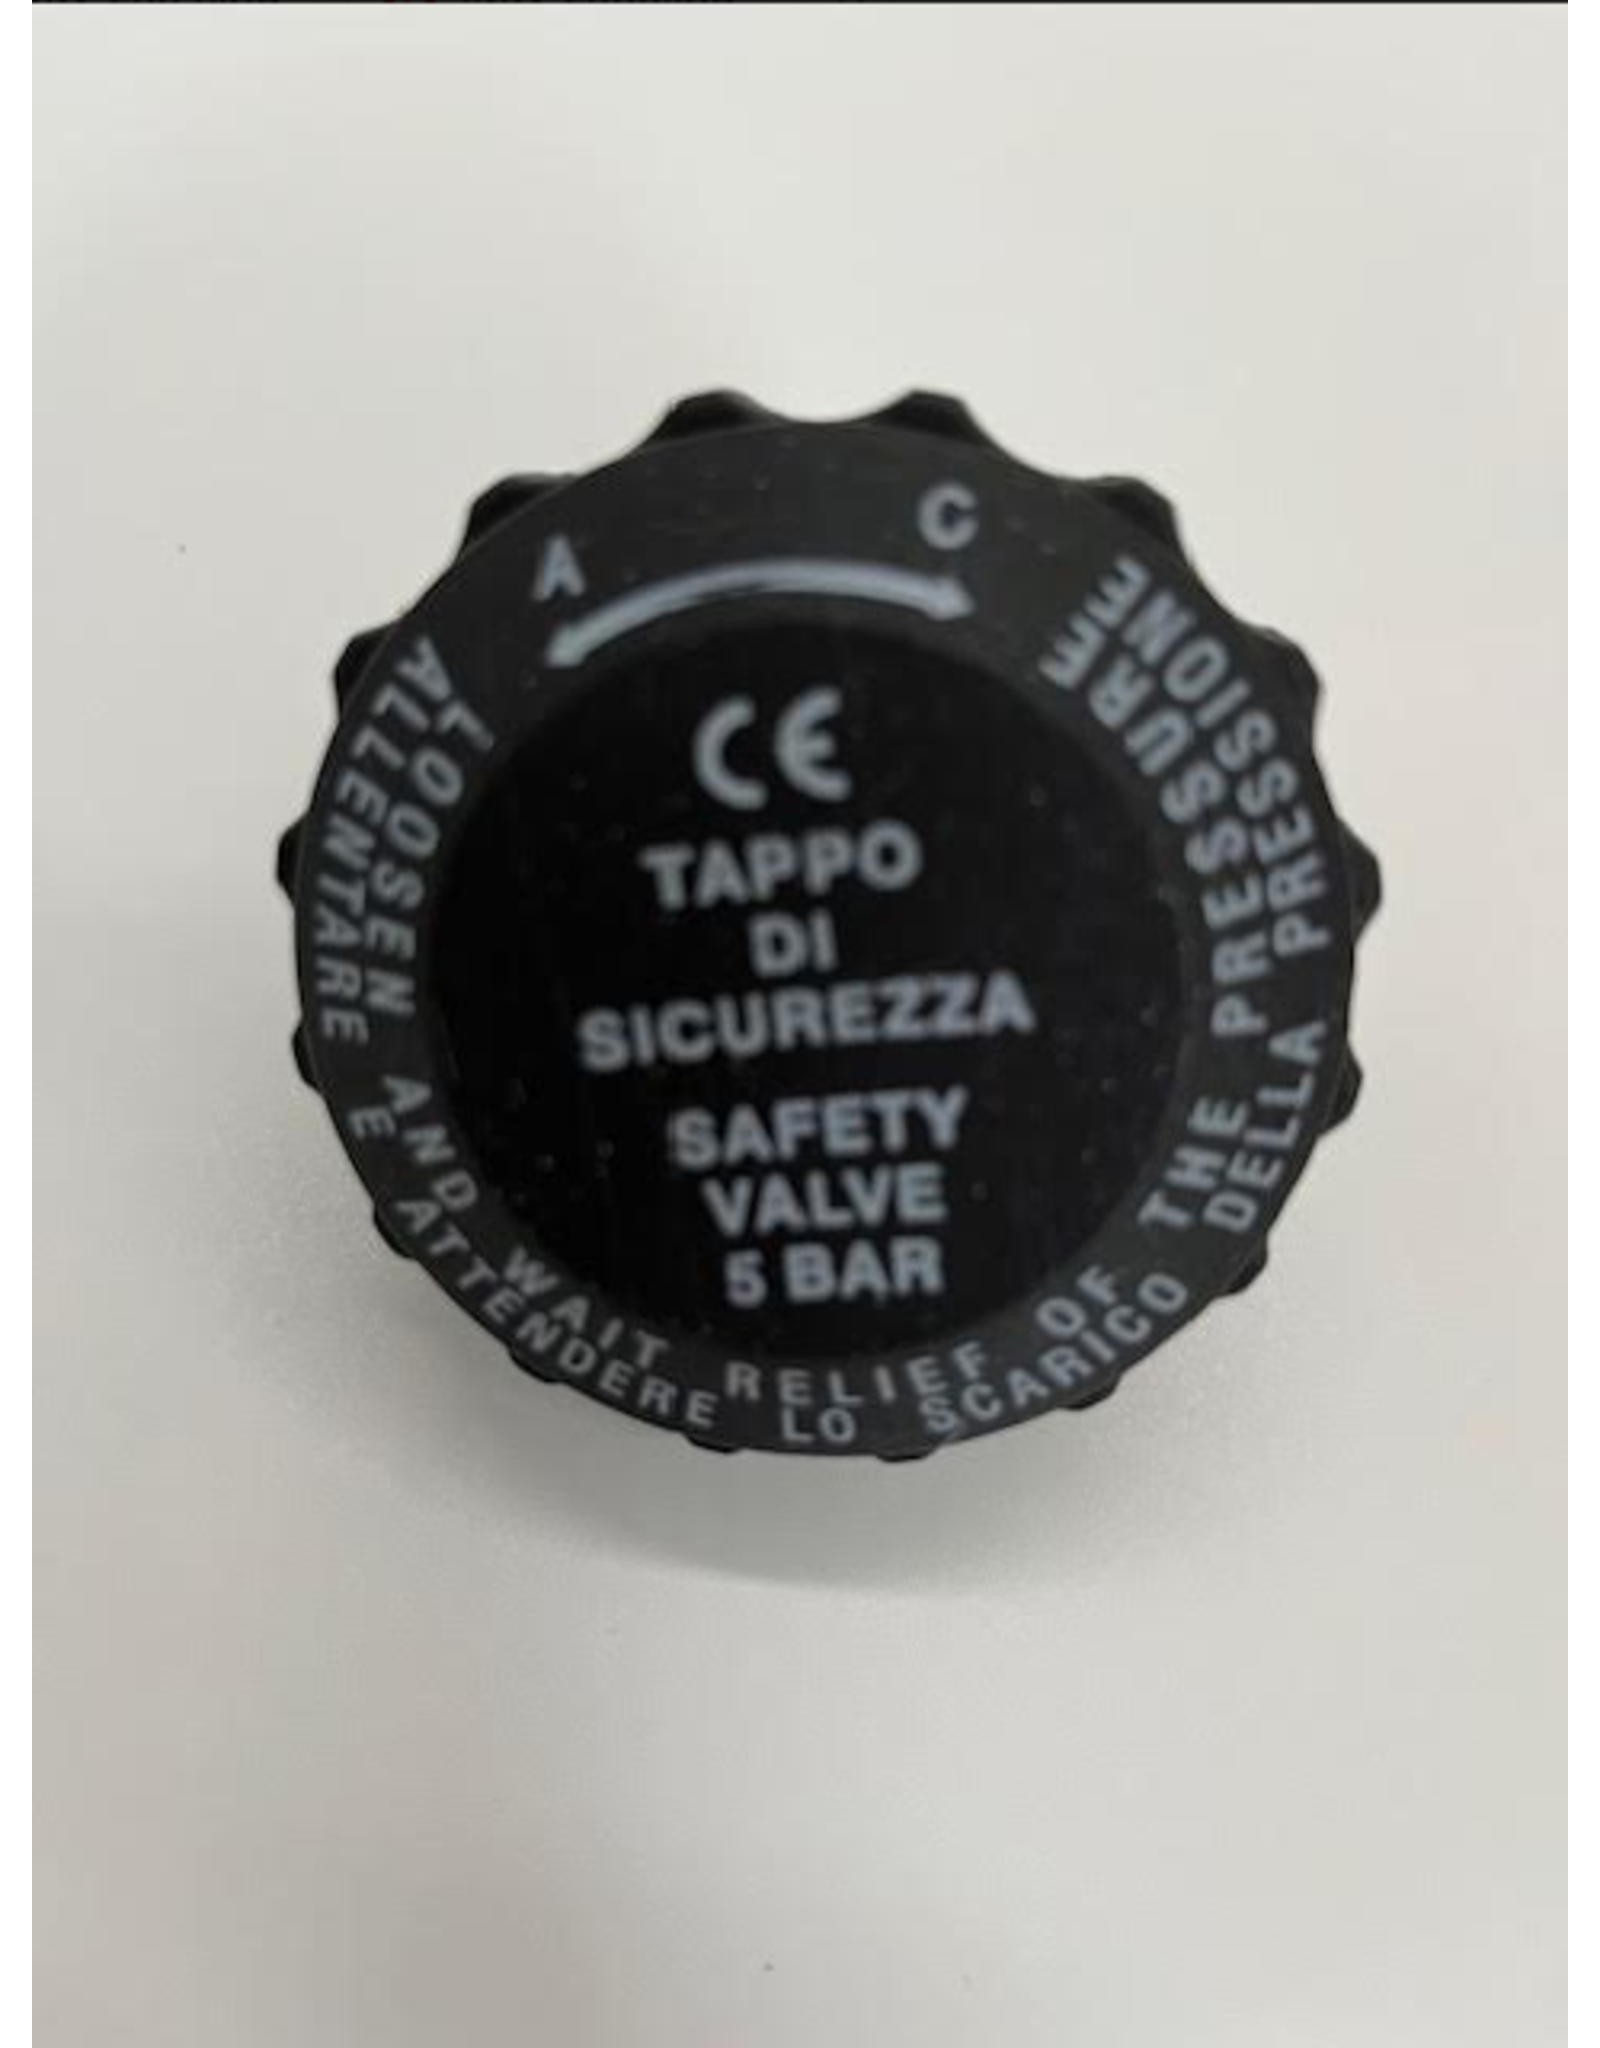 A C
CE
TAPPO
DI
SICUREZZA
SAFETY
VALVE
5 BAR
LOOSEN AND WAIT RELIEF OF THE PRESSURE
ALLENTARE E ATTENDERE LO SCARICO DELLA PRESSIONE